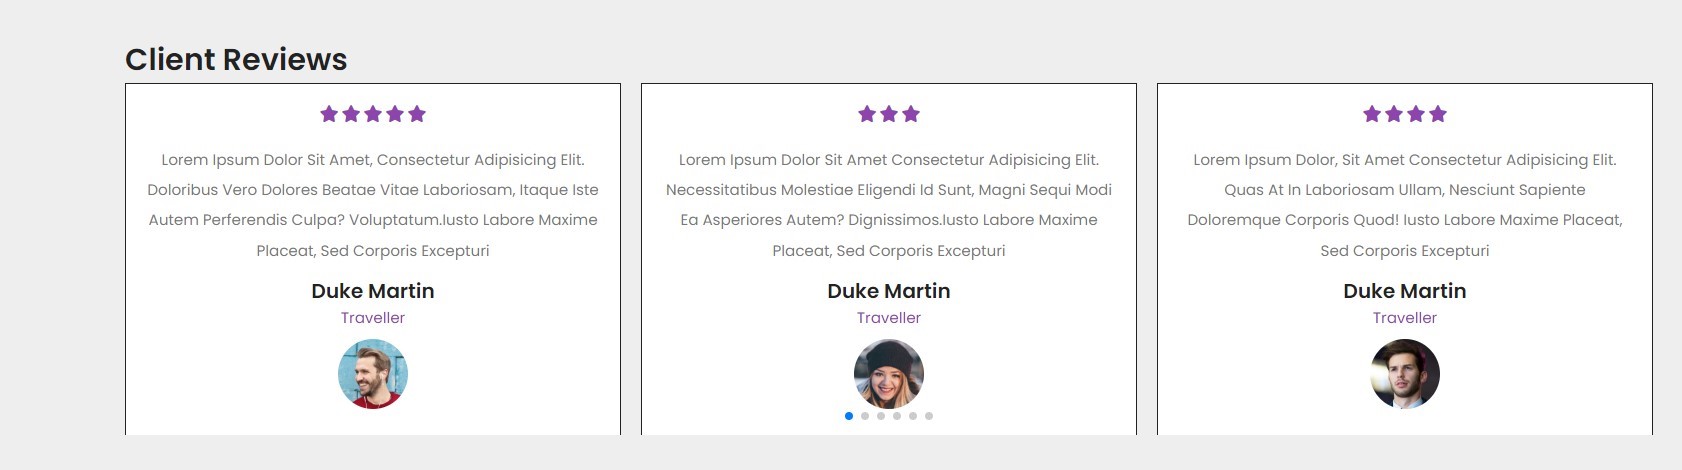 Client Reviews
Lorem Ipsum Dolor Sit Amet, Consectetur Adipisicing Elit.
Doloribus Vero Dolores Beatae Vitae Laboriosam, Itaque Iste
Autem Perferendis Culpa? Voluptatum.Iusto Labore Maxime
Placeat, Sed Corporis Excepturi
Duke Martin
Traveller
Lorem Ipsum Dolor Sit Amet Consectetur Adipisicing Elit.
Necessitatibus Molestiae Eligendi Id Sunt, Magni Sequi Modi
Ea Asperiores Autem? Dignissimos.Iusto Labore Maxime
Placeat, Sed Corporis Excepturi
Duke Martin
Traveller
Lorem Ipsum Dolor, Sit Amet Consectetur Adipisicing Elit.
Quas At In Laboriosam Ullam, Nesciunt Sapiente
Doloremque Corporis Quod! Iusto Labore Maxime Placeat,
Sed Corporis Excepturi
Duke Martin
Traveller